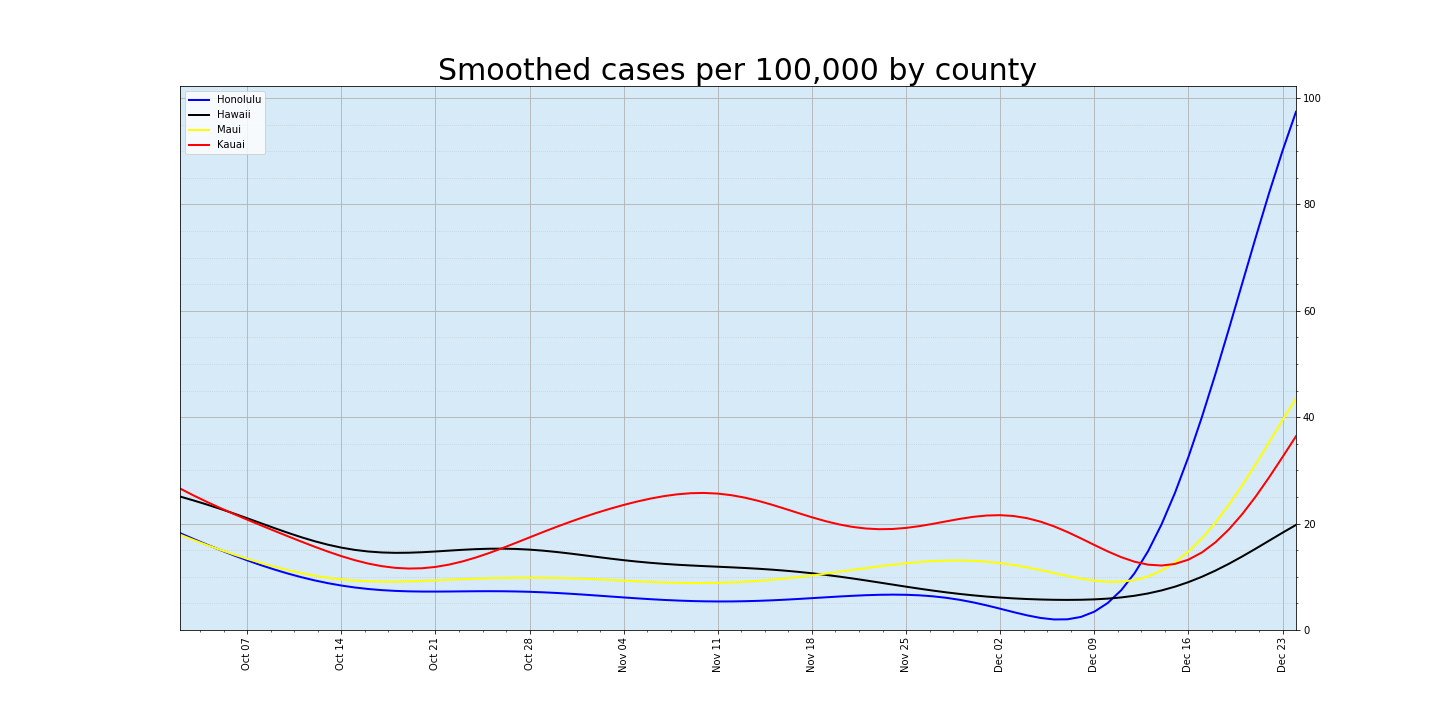 Smoothed cases per 100,000 by county
Honolulu
Hawaii
Maui
Kauai
100
80
60
40
20
0
Oct 07
Oct 14
Oct 21
Oct 28
Nov 04
Nov 11
Nov 18
Nov 25
Dec 02
Dec 09
Dec 16
Dec 23